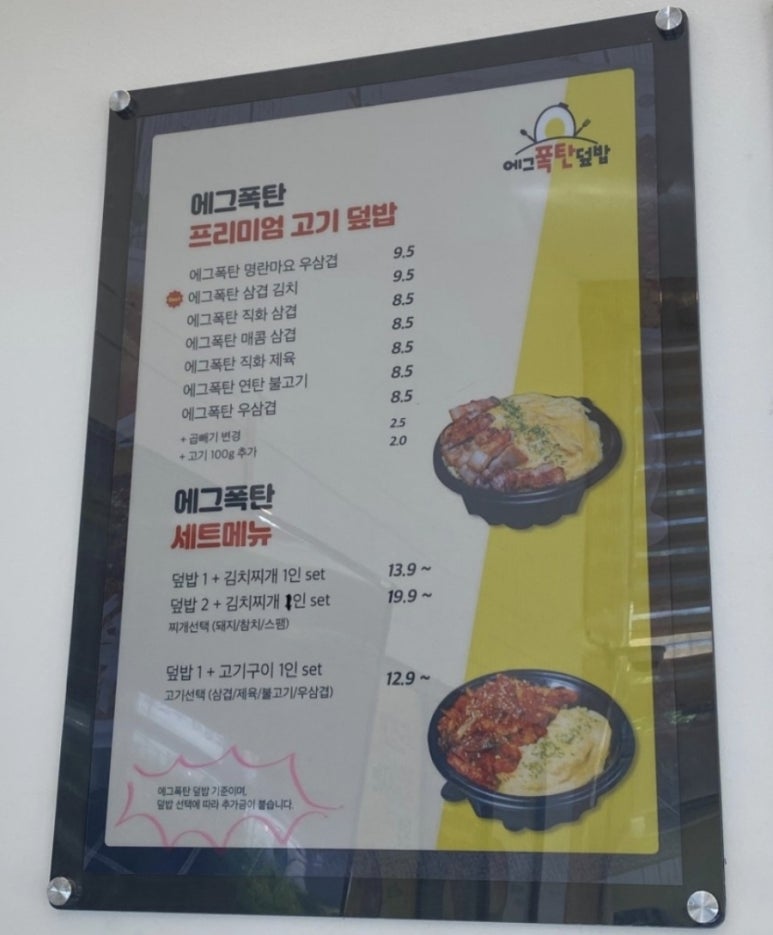 에그폭탄덮밥
에그폭탄
프리미엄 고기 덮밥
에그폭탄 명란마요 우삼겹 9.5
Best 에그폭탄 삼겹 김치 9.5
에그폭탄 직화 삼겹 8.5
에그폭탄 매콤 삼겹 8.5
에그폭탄 직화 제육 8.5
에그폭탄 연탄 불고기 8.5
에그폭탄 우삼겹 8.5
+ 곱빼기 변경 2.5
+ 고기 100g 추가 2.0
에그폭탄
세트메뉴
덮밥 1 + 김치찌개 1인 set 13.9 ~
덮밥 2 + 김치찌개 1인 set 19.9 ~
찌개선택 (돼지/참치/스팸)
덮밥 1 + 고기구이 1인 set 12.9 ~
고기선택 (삼겹/제육/불고기/우삼겹)
에그폭탄 덮밥 기준이며,
덮밥 선택에 따라 추가금이 붙습니다.